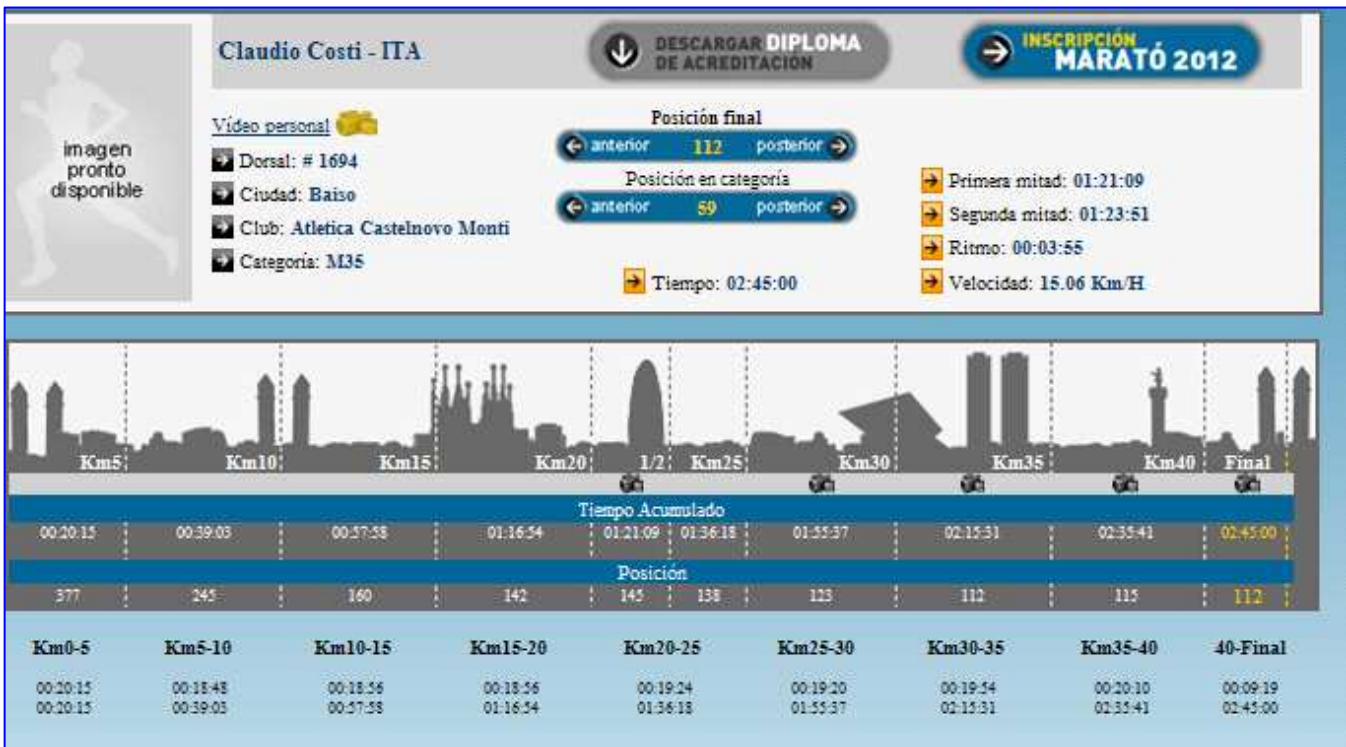 Claudio Costi - ITA
DESCARGAR DIPLOMA
DE ACREDITACIÓN
INSCRIPCIÓN
MARATÓ 2012
imagen
pronto
disponible
Vídeo personal
Dorsal: # 1694
Ciudad: Baiso
Club: Atletica Castelnovo Monti
Categoría: M35
Posición final
anterior 112 posterior
Posición en categoría
anterior 59 posterior
Tiempo: 02:45:00
Primera mitad: 01:21:09
Segunda mitad: 01:23:51
Ritmo: 00:03:55
Velocidad: 15.06 Km/H
Km5 Km10 Km15 Km20 1/2 Km25 Km30 Km35 Km40 Final
Tiempo Acumulado
00:20:15 00:39:03 00:57:58 01:16:54 01:21:09 01:36:18 01:55:37 02:15:31 02:35:41 02:45:00
Posición
377 245 160 142 145 138 123 112 115 112
Km0-5 Km5-10 Km10-15 Km15-20 Km20-25 Km25-30 Km30-35 Km35-40 40-Final
00:20:15 00:18:48 00:18:56 00:18:56 00:19:24 00:19:20 00:19:54 00:20:10 00:09:19
00:20:15 00:39:03 00:57:58 01:16:54 01:36:18 01:55:37 02:15:31 02:35:41 02:45:00